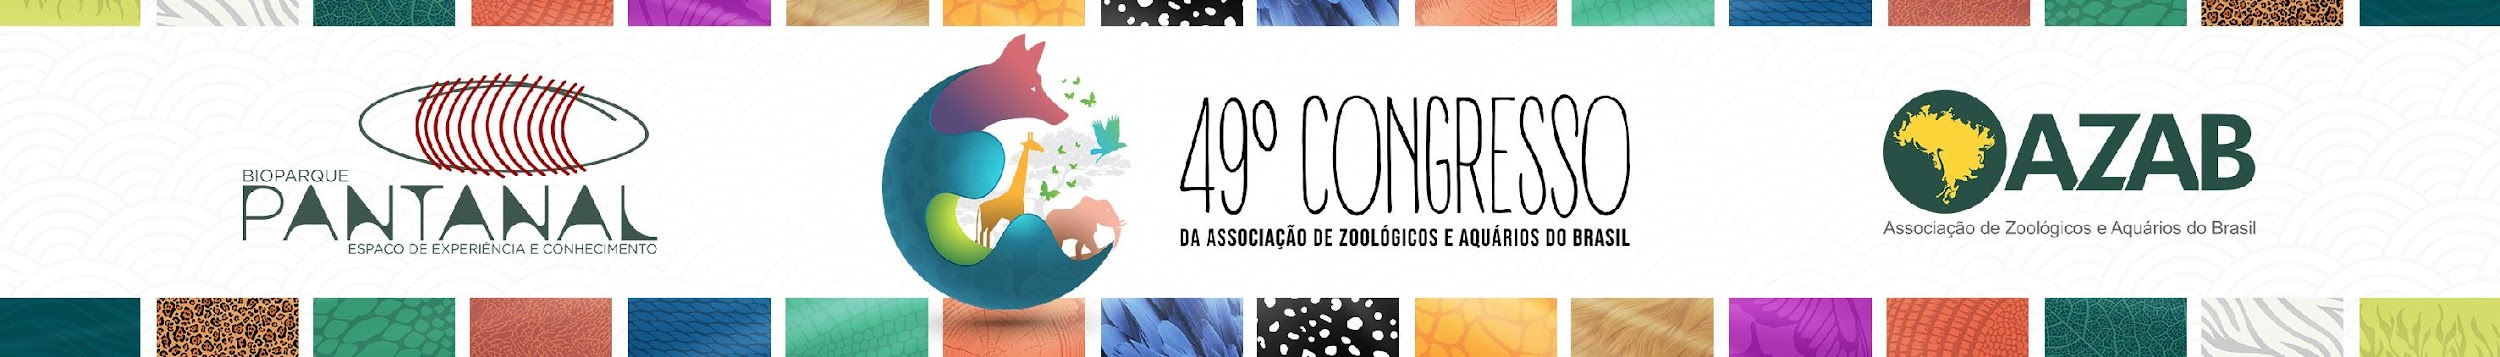 BIOPARQUE
PANTANAL
ESPAÇO DE EXPERIÊNCIA E CONHECIMENTO
49º CONGRESSO
DA ASSOCIAÇÃO DE ZOOLÓGICOS E AQUÁRIOS DO BRASIL
AZAB
Associação de Zoológicos e Aquários do Brasil